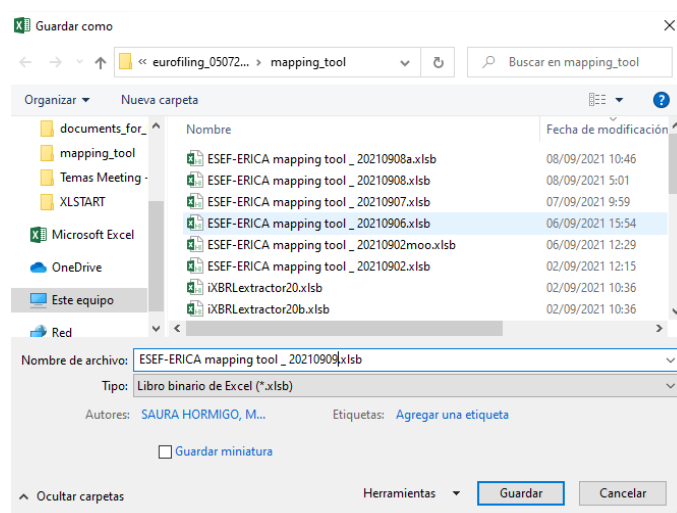 Guardar como
« eurofiling_05072... › mapping_tool
Buscar en mapping_tool
Organizar
Nueva carpeta
documents_for_
mapping_tool
Temas Meeting -
XLSTART
Microsoft Excel
OneDrive
Este equipo
Red
Nombre
Fecha de modificación
ESEF-ERICA mapping tool _ 20210908a.xlsb 08/09/2021 10:46
ESEF-ERICA mapping tool _ 20210908.xlsb 08/09/2021 5:01
ESEF-ERICA mapping tool _ 20210907.xlsb 07/09/2021 9:59
ESEF-ERICA mapping tool _ 20210906.xlsb 06/09/2021 15:54
ESEF-ERICA mapping tool _ 20210902moo.xlsb 06/09/2021 12:29
ESEF-ERICA mapping tool _ 20210902.xlsb 02/09/2021 12:15
iXBRLextractor20.xlsb 02/09/2021 10:36
iXBRLextractor20b.xlsb 02/09/2021 10:36
Nombre de archivo: ESEF-ERICA mapping tool _ 20210909.xlsb
Tipo: Libro binario de Excel (*.xlsb)
Autores: SAURA HORMIGO, M... Etiquetas: Agregar una etiqueta
Guardar miniatura
Ocultar carpetas
Herramientas
Guardar
Cancelar